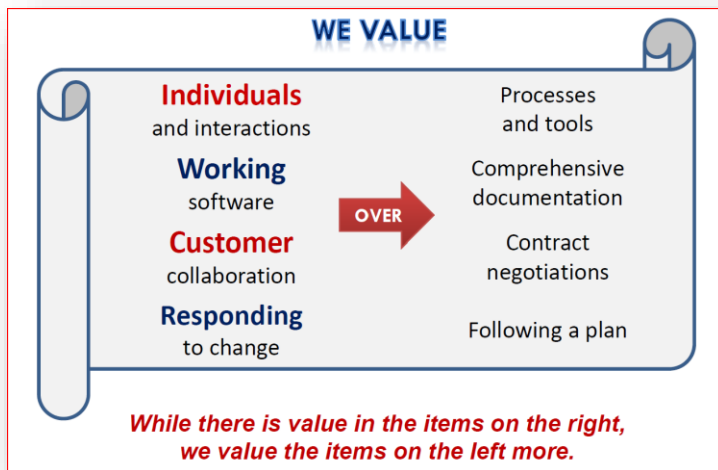 WE VALUE
Individuals
and interactions
Processes
and tools
Working
software
Comprehensive
documentation
OVER
Customer
collaboration
Contract
negotiations
Responding
to change
Following a plan
While there is value in the items on the right,
we value the items on the left more.